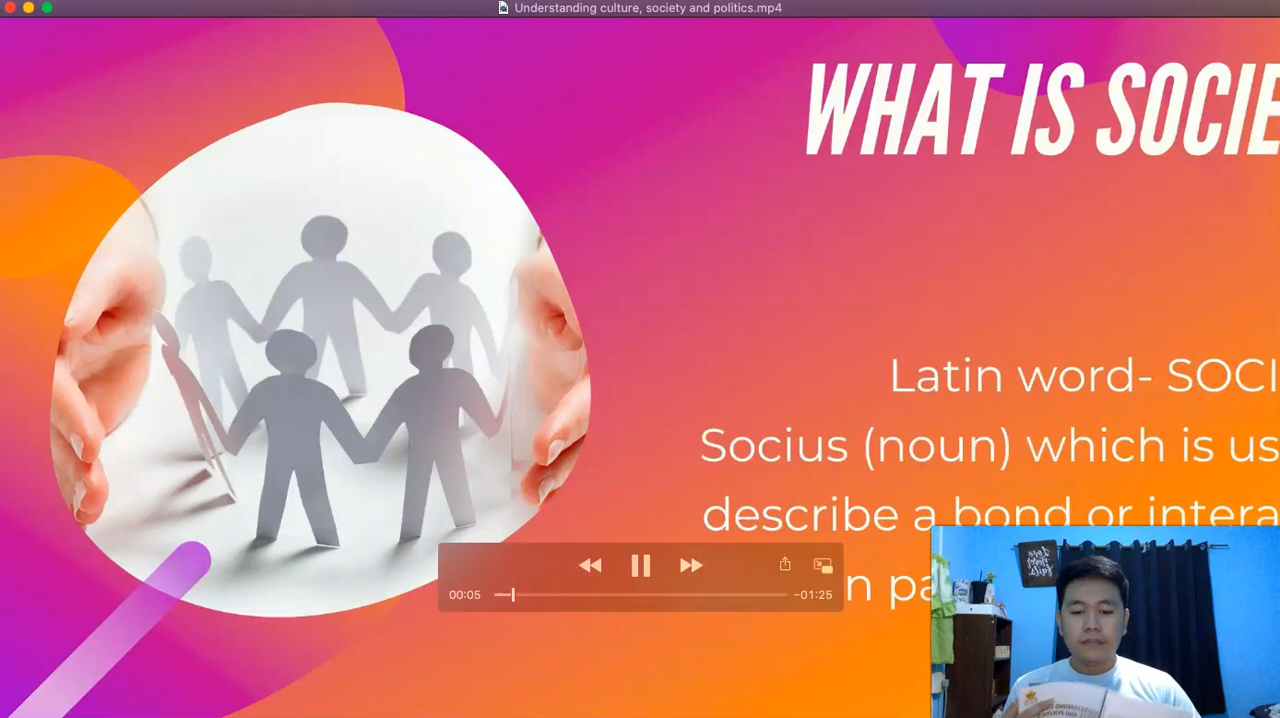 Understanding culture, society and politics.mp4
WHAT IS SOCIE
Latin word- SOCI
Socius (noun) which is us
describe a bond or intera
n pa
00:05
-01:25